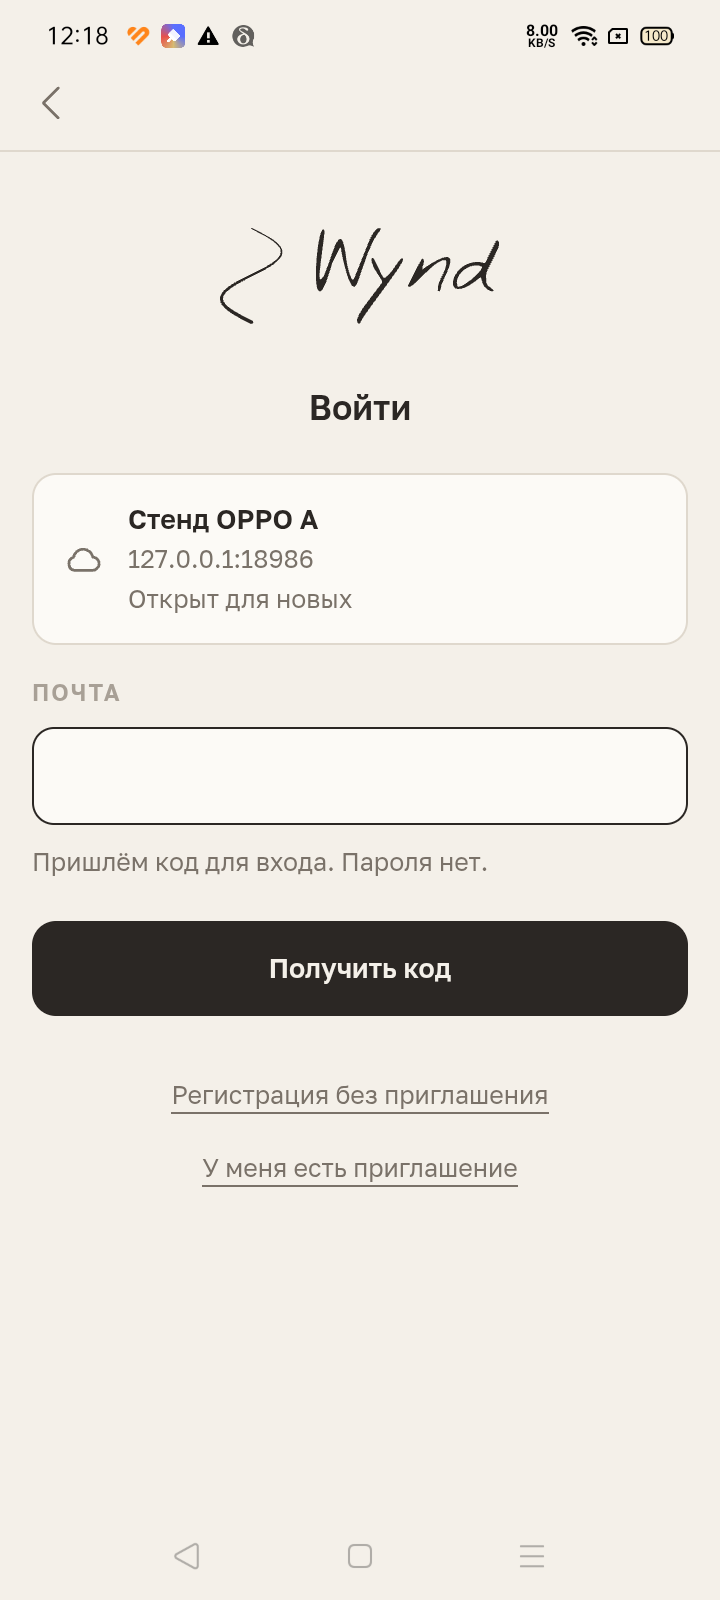 12:18
8.00
KB/S
100
Wynd
Войти
Стенд OPPO A
127.0.0.1:18986
Открыт для новых
ПОЧТА
Пришлём код для входа. Пароля нет.
Получить код
Регистрация без приглашения
У меня есть приглашение